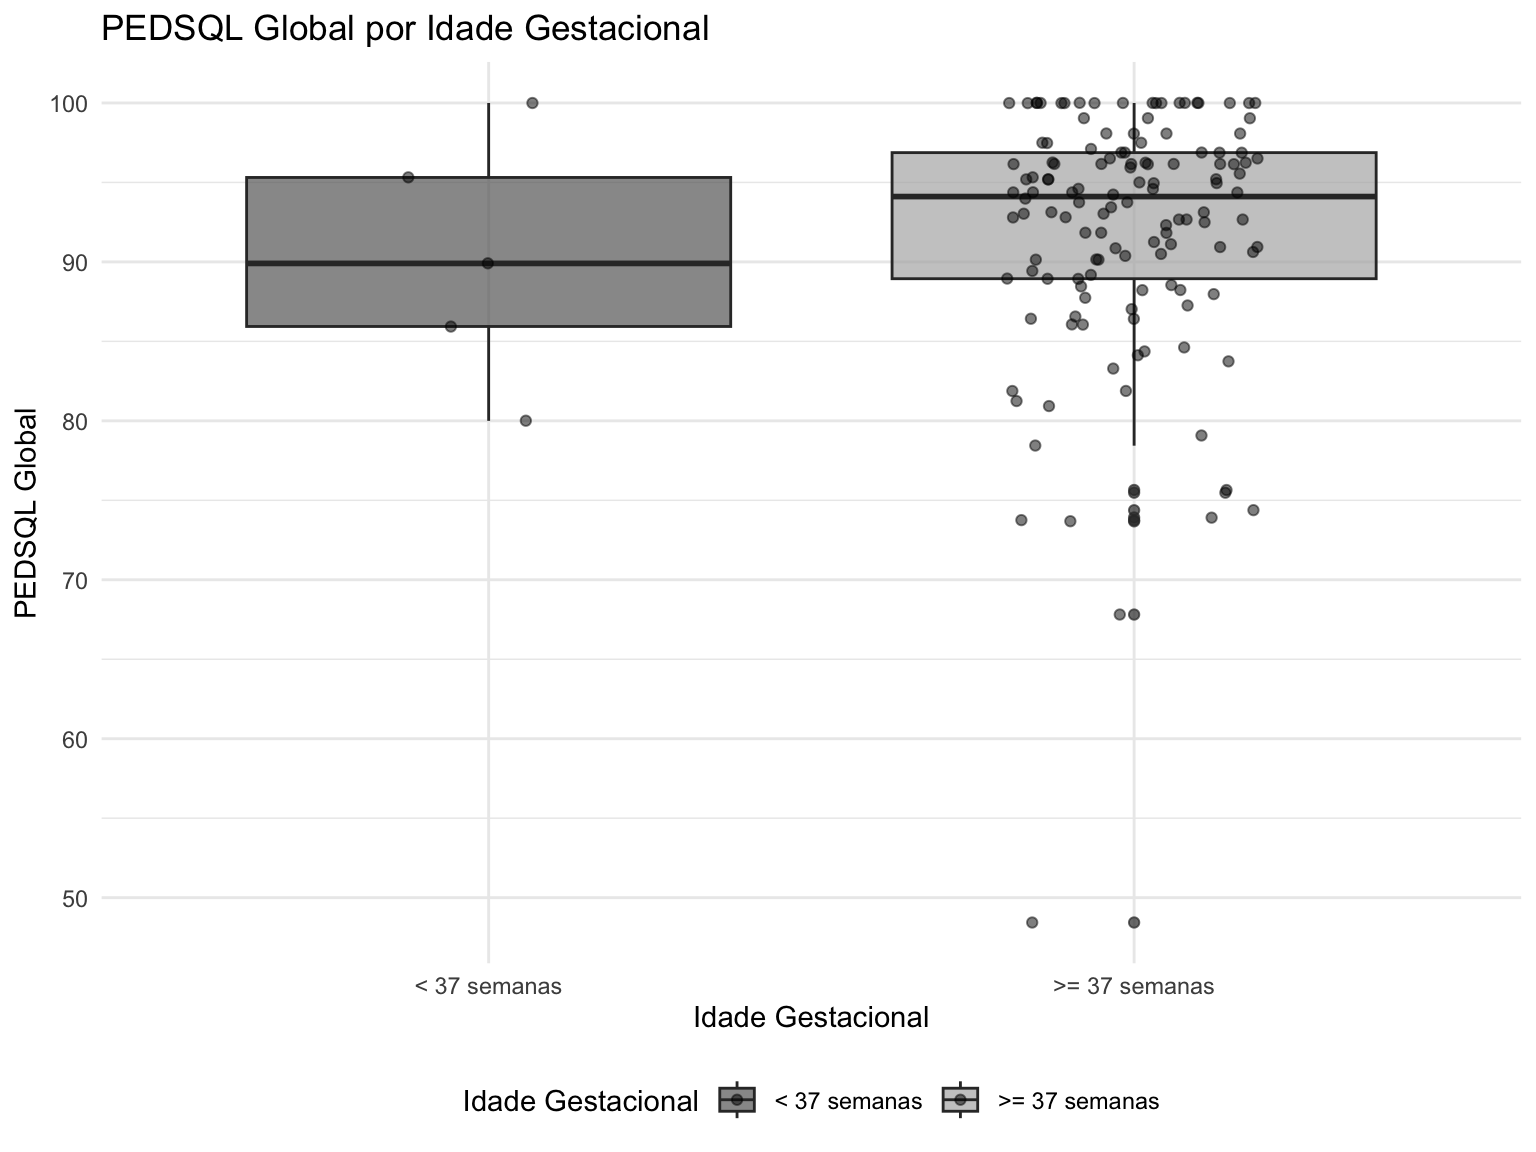 PEDSQL Global por Idade Gestacional
PEDSQL Global
100
90
80
70
60
50
< 37 semanas
>= 37 semanas
Idade Gestacional
Idade Gestacional
< 37 semanas
>= 37 semanas